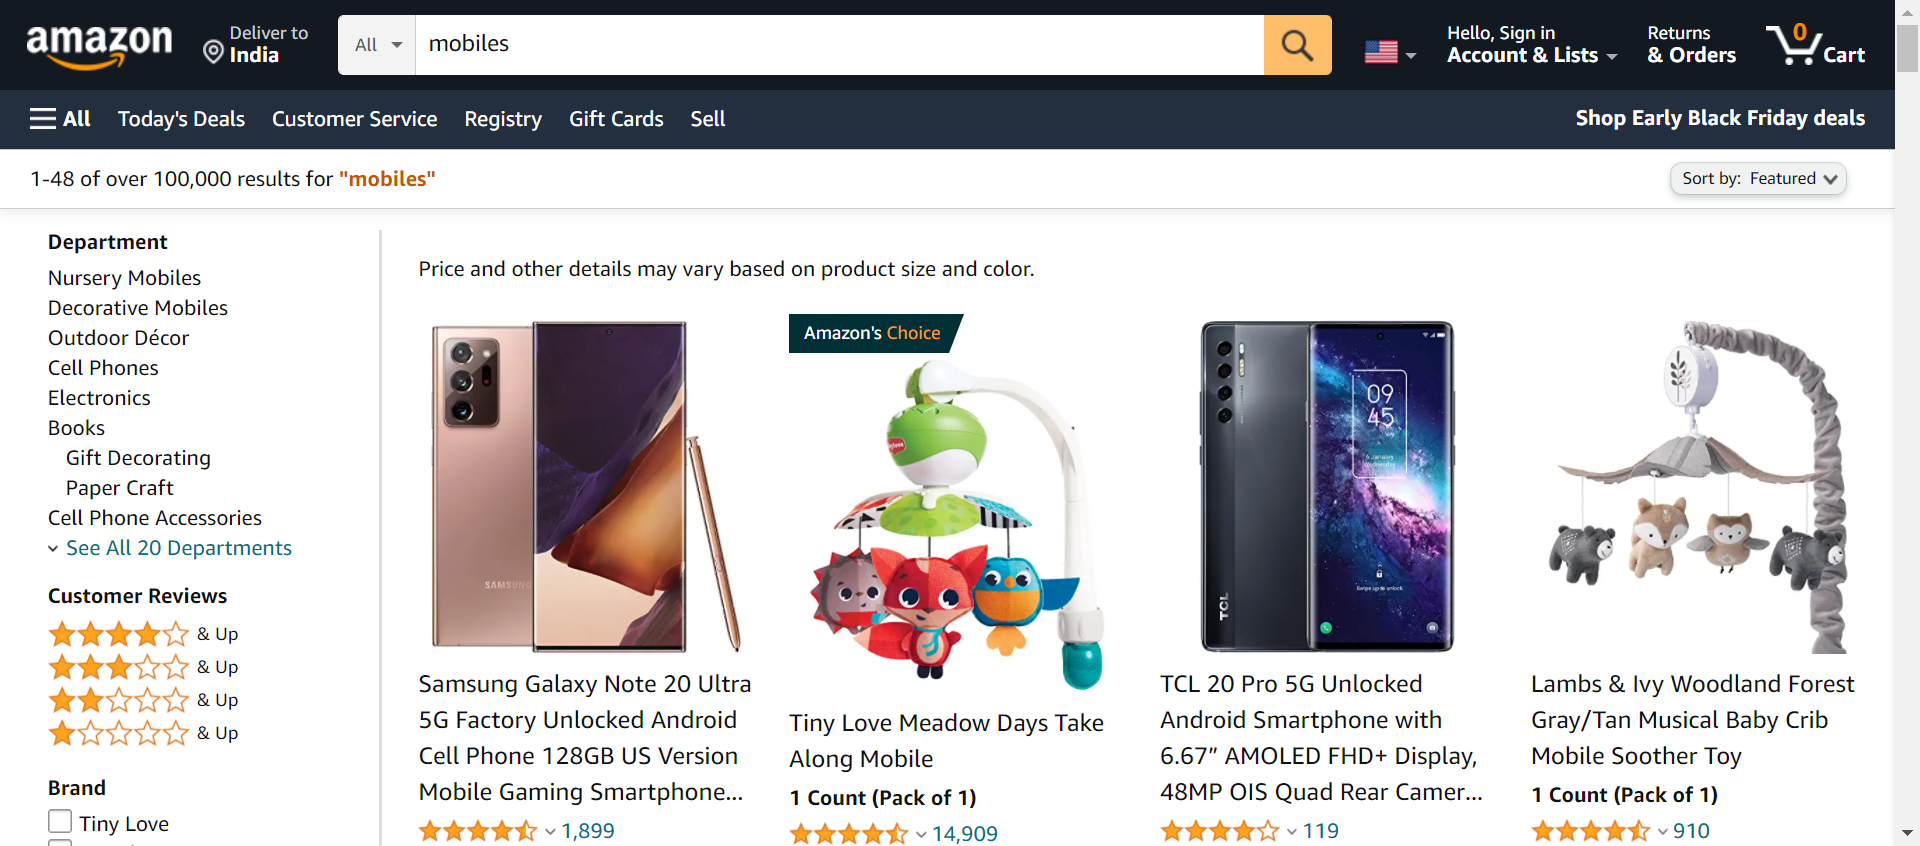 amazon
Deliver to
India
All
mobiles
Hello, Sign in
Account & Lists
Returns
& Orders
0
Cart
All
Today's Deals
Customer Service
Registry
Gift Cards
Sell
Shop Early Black Friday deals
1-48 of over 100,000 results for "mobiles"
Sort by: Featured
Department
Nursery Mobiles
Decorative Mobiles
Outdoor Décor
Cell Phones
Electronics
Books
Gift Decorating
Paper Craft
Cell Phone Accessories
See All 20 Departments
Customer Reviews
& Up
& Up
& Up
& Up
Brand
Tiny Love
Price and other details may vary based on product size and color.
SAMSUNG
Samsung Galaxy Note 20 Ultra
5G Factory Unlocked Android
Cell Phone 128GB US Version
Mobile Gaming Smartphone...
1,899
Amazon's Choice
Tiny Love Meadow Days Take
Along Mobile
1 Count (Pack of 1)
14,909
TCL
09
45
6 January
Wednesday
Swipe up to unlock
TCL 20 Pro 5G Unlocked
Android Smartphone with
6.67” AMOLED FHD+ Display,
48MP OIS Quad Rear Camer...
119
Lambs & Ivy Woodland Forest
Gray/Tan Musical Baby Crib
Mobile Soother Toy
1 Count (Pack of 1)
910